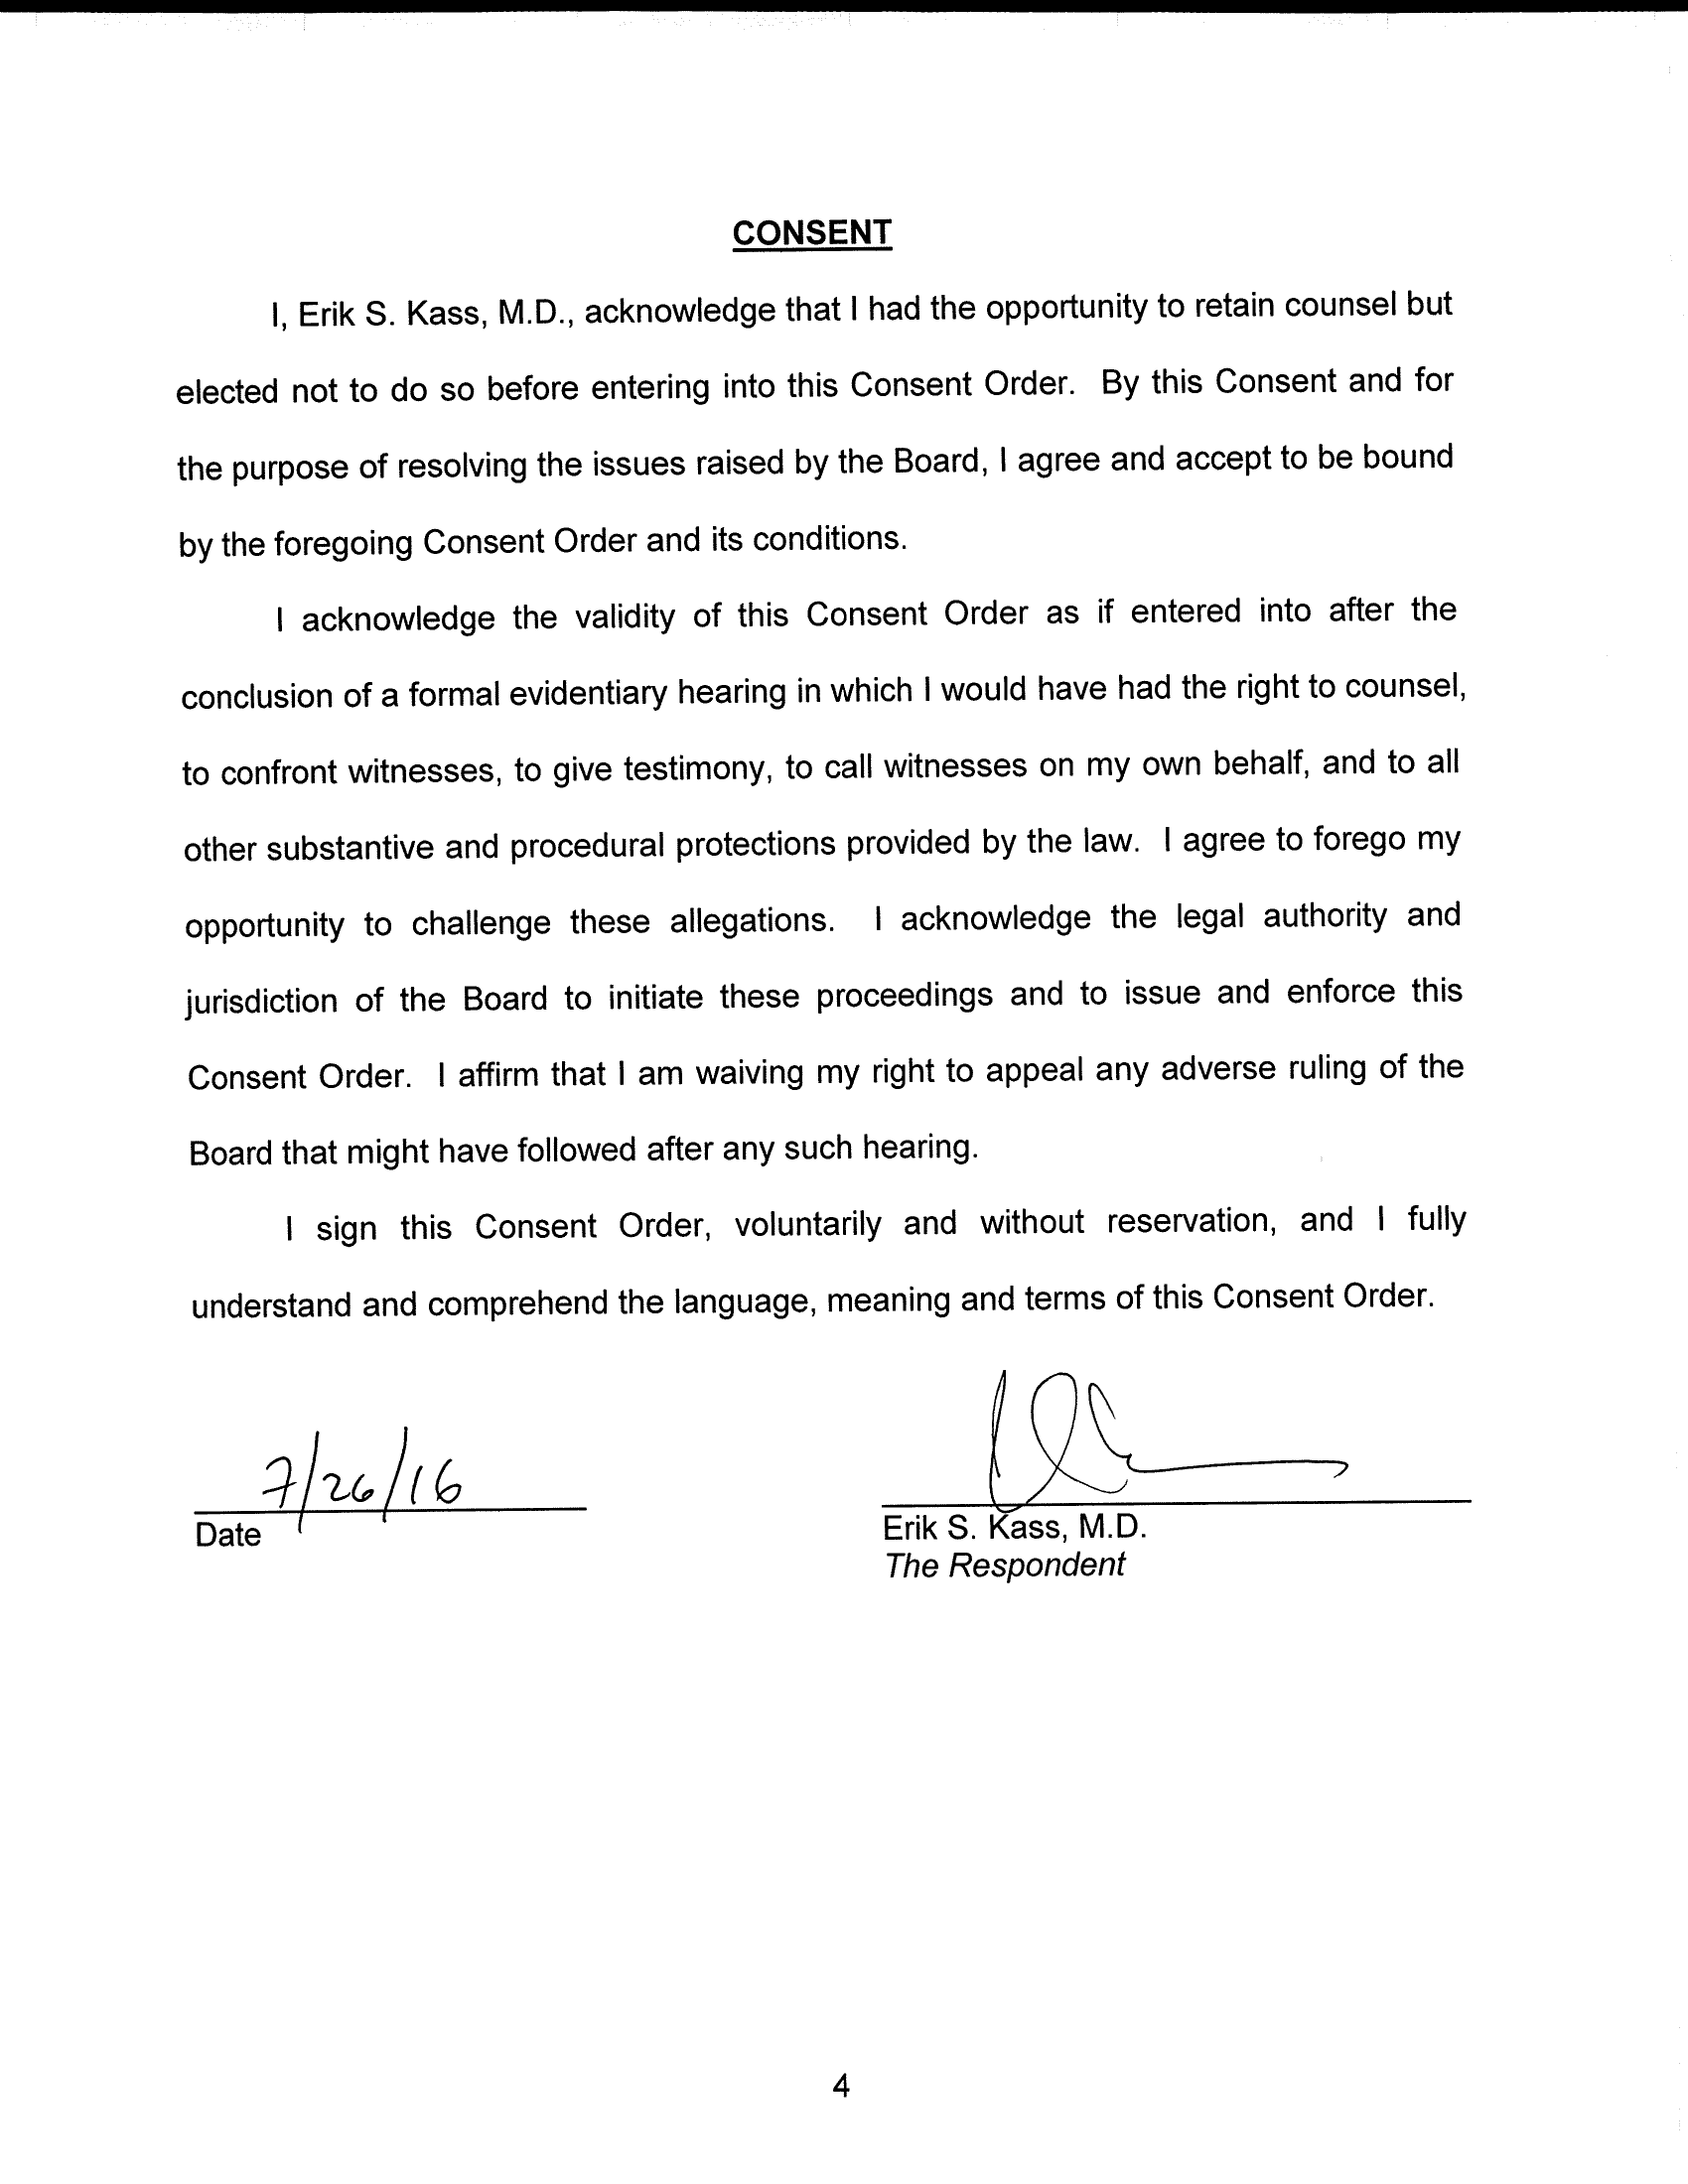 CONSENT
I, Erik S. Kass, M.D., acknowledge that I had the opportunity to retain counsel but
elected not to do so before entering into this Consent Order. By this Consent and for
the purpose of resolving the issues raised by the Board, I agree and accept to be bound
by the foregoing Consent Order and its conditions.
I acknowledge the validity of this Consent Order as if entered into after the
conclusion of a formal evidentiary hearing in which I would have had the right to counsel,
to confront witnesses, to give testimony, to call witnesses on my own behalf, and to all
other substantive and procedural protections provided by the law. I agree to forego my
opportunity to challenge these allegations. I acknowledge the legal authority and
jurisdiction of the Board to initiate these proceedings and to issue and enforce this
Consent Order. I affirm that I am waiving my right to appeal any adverse ruling of the
Board that might have followed after any such hearing.
I sign this Consent Order, voluntarily and without reservation, and I fully
understand and comprehend the language, meaning and terms of this Consent Order.
7/26/16
Date
Erik S. Kass, M.D.
The Respondent
4